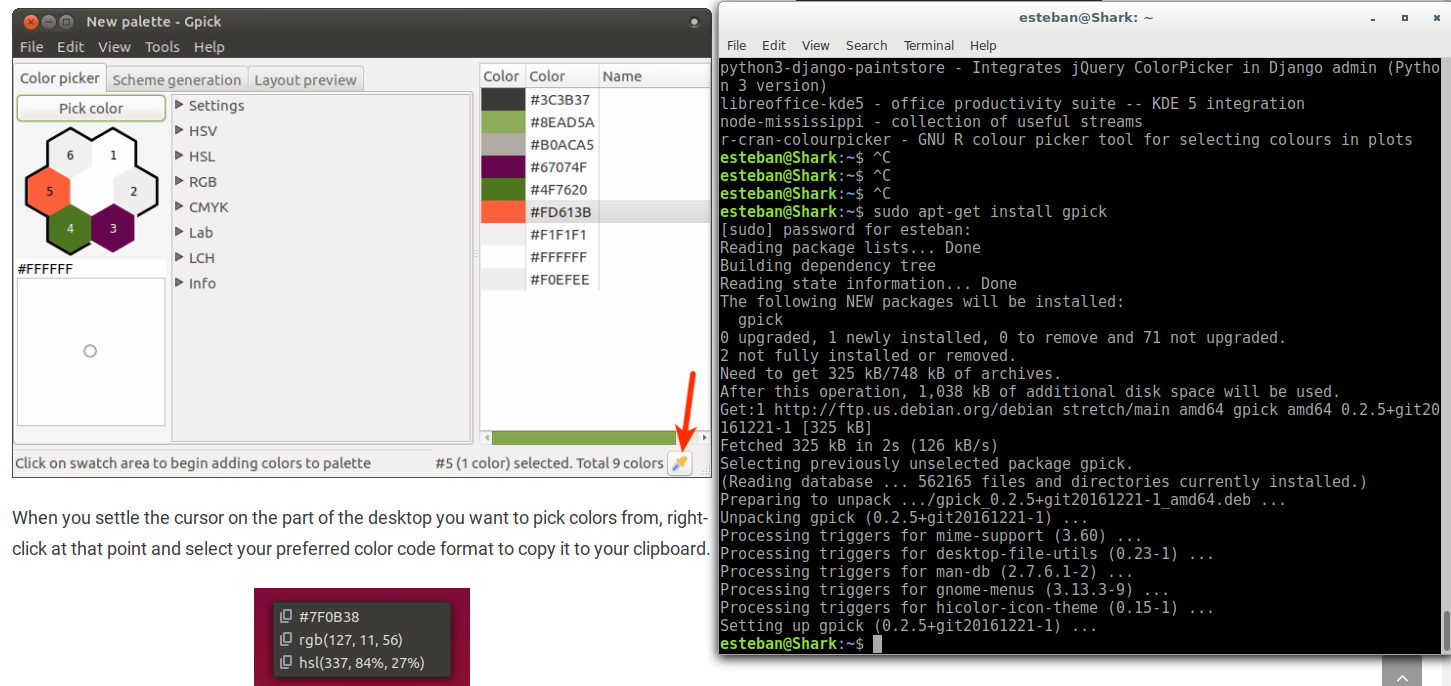 New palette - Gpick
File Edit View Tools Help
Color picker Scheme generation Layout preview
Pick color
6 1
5 2
4 3
#FFFFFF
Settings
HSV
HSL
RGB
CMYK
Lab
LCH
Info
Color Color Name
#3C3B37
#8EAD5A
#B0ACA5
#67074F
#4F7620
#FD613B
#F1F1F1
#FFFFFF
#F0EFEE
Click on swatch area to begin adding colors to palette #5 (1 color) selected. Total 9 colors
When you settle the cursor on the part of the desktop you want to pick colors from, right-
click at that point and select your preferred color code format to copy it to your clipboard.
#7F0B38
rgb(127, 11, 56)
hsl(337, 84%, 27%)
esteban@Shark: ~
File Edit View Search Terminal Help
python3-django-paintstore - Integrates jQuery ColorPicker in Django admin (Pytho
n 3 version)
libreoffice-kde5 - office productivity suite -- KDE 5 integration
node-mississippi - collection of useful streams
r-cran-colourpicker - GNU R colour picker tool for selecting colours in plots
esteban@Shark:~$ ^C
esteban@Shark:~$ ^C
esteban@Shark:~$ ^C
esteban@Shark:~$ sudo apt-get install gpick
[sudo] password for esteban:
Reading package lists... Done
Building dependency tree
Reading state information... Done
The following NEW packages will be installed:
gpick
0 upgraded, 1 newly installed, 0 to remove and 71 not upgraded.
2 not fully installed or removed.
Need to get 325 kB/748 kB of archives.
After this operation, 1,038 kB of additional disk space will be used.
Get:1 http://ftp.us.debian.org/debian stretch/main amd64 gpick amd64 0.2.5+git20
161221-1 [325 kB]
Fetched 325 kB in 2s (126 kB/s)
Selecting previously unselected package gpick.
(Reading database ... 562165 files and directories currently installed.)
Preparing to unpack .../gpick_0.2.5+git20161221-1_amd64.deb ...
Unpacking gpick (0.2.5+git20161221-1) ...
Processing triggers for mime-support (3.60) ...
Processing triggers for desktop-file-utils (0.23-1) ...
Processing triggers for man-db (2.7.6.1-2) ...
Processing triggers for gnome-menus (3.13.3-9) ...
Processing triggers for hicolor-icon-theme (0.15-1) ...
Setting up gpick (0.2.5+git20161221-1) ...
esteban@Shark:~$